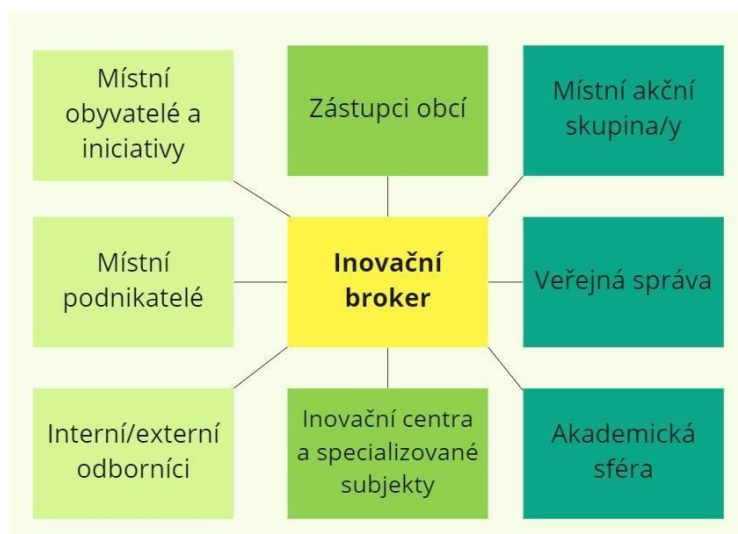 Místní
obyvatelé a
iniciativy
Zástupci obcí
Místní akční
skupina/y
Místní
podnikatelé
Inovační
broker
Veřejná správa
Interní/externí
odborníci
Inovační centra
a specializované
subjekty
Akademická
sféra